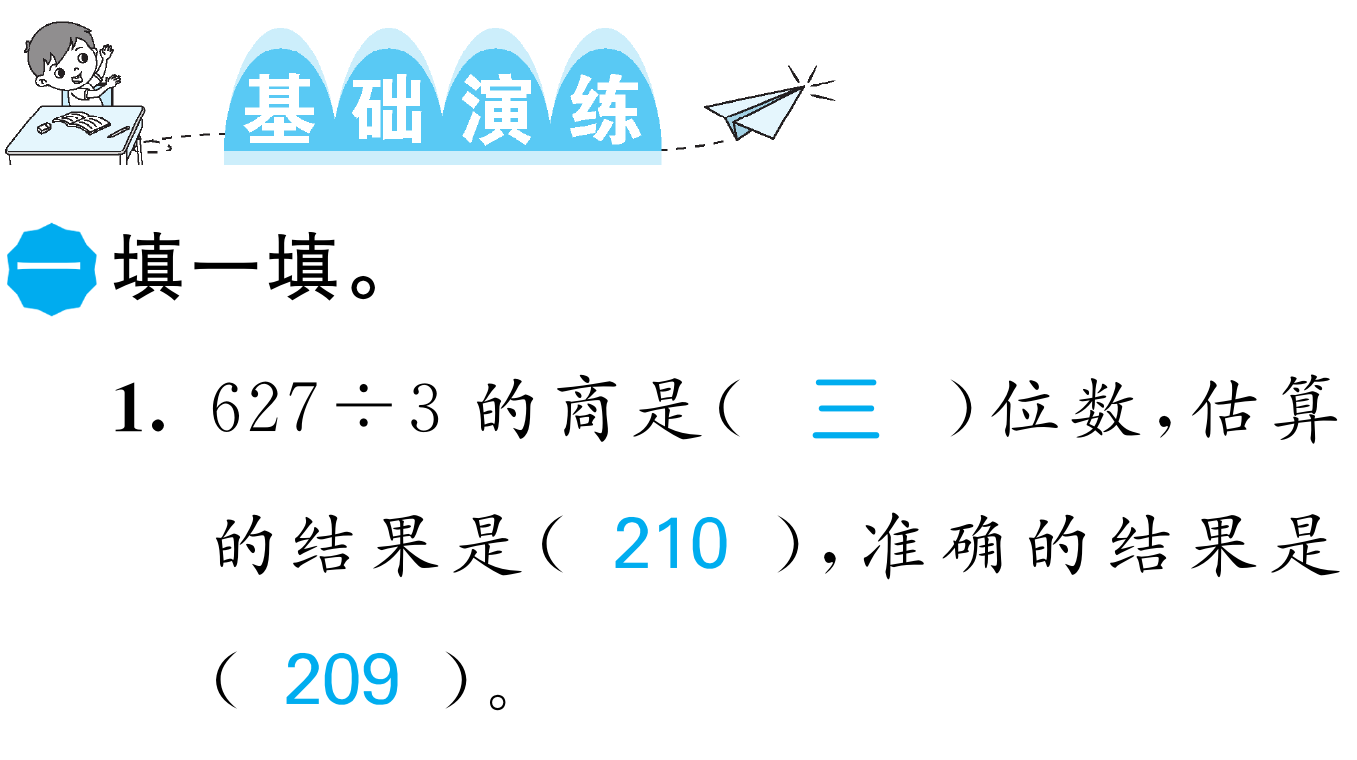 基础演练
一 填一填。
1. 627÷3 的商是( 三 )位数,估算
的结果是( 210 ),准确的结果是
( 209 )。